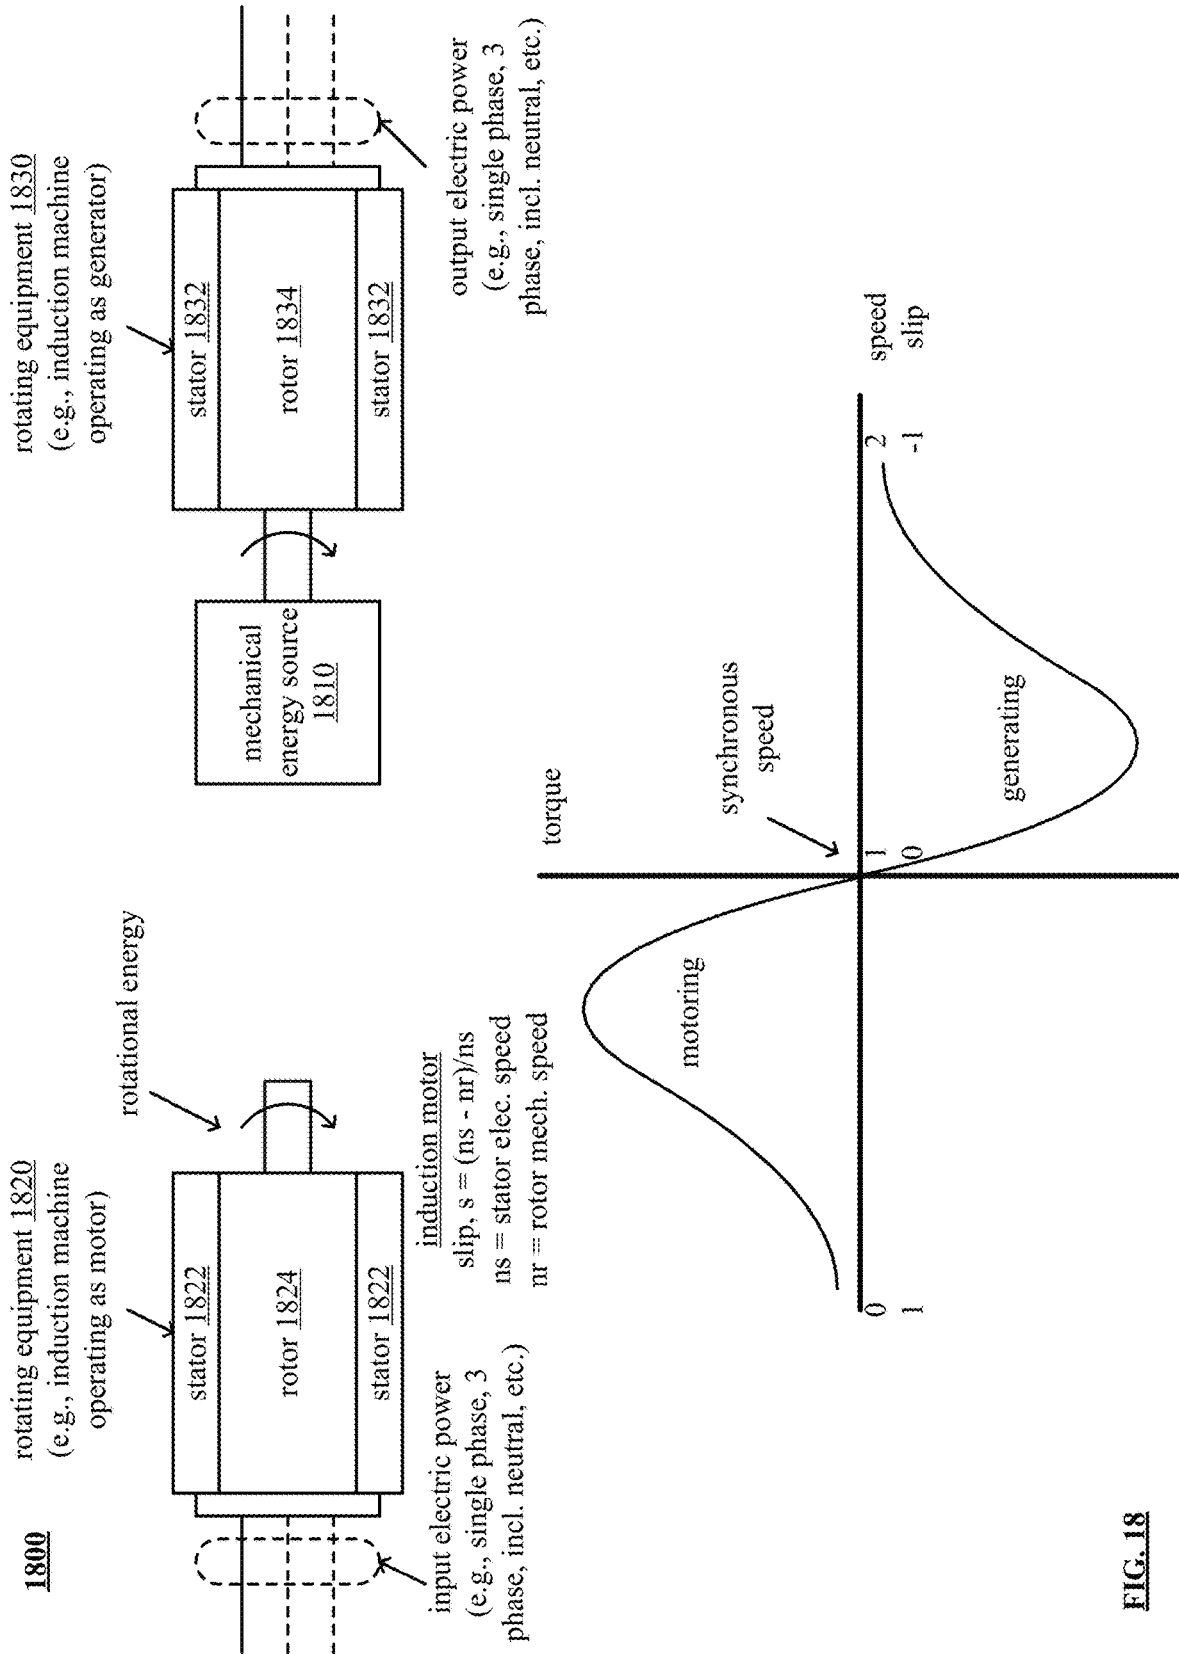 1800
rotating equipment 1820
(e.g., induction machine
operating as motor)
stator 1822
rotor 1824
stator 1822
rotational energy
input electric power
(e.g., single phase, 3
phase, incl. neutral, etc.)
induction motor
slip, s = (ns - nr)/ns
ns = stator elec. speed
nr = rotor mech. speed
rotating equipment 1830
(e.g., induction machine
operating as generator)
mechanical
energy source
1810
stator 1832
rotor 1834
stator 1832
output electric power
(e.g., single phase, 3
phase, incl. neutral, etc.)
torque
motoring
synchronous
speed
generating
0 1 2 speed
1 0 -1 slip
FIG. 18